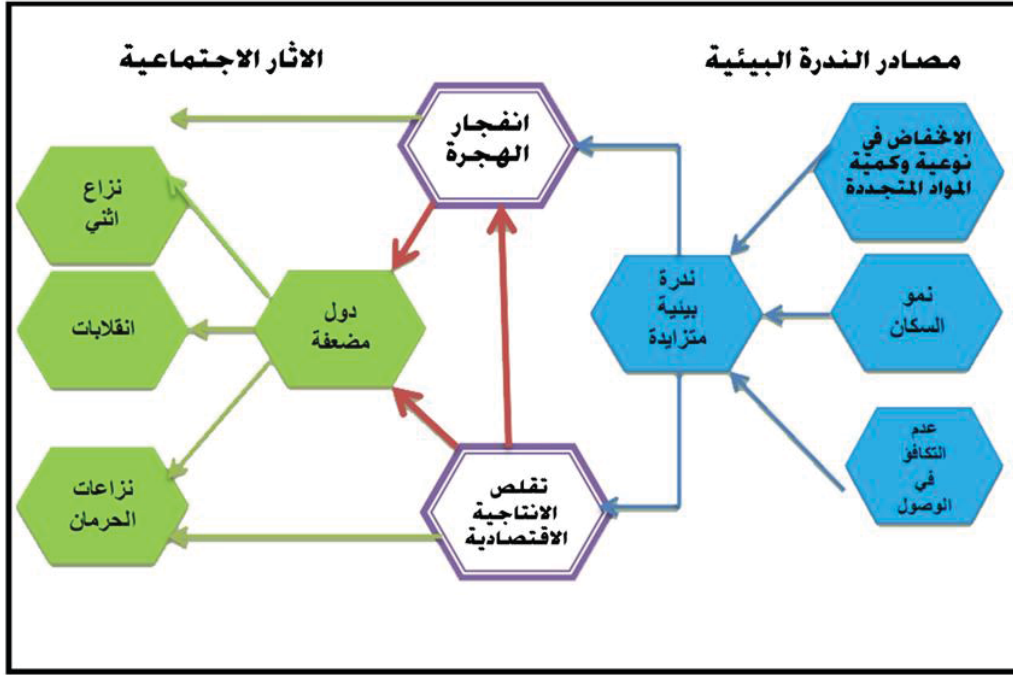 مصادر الندرة البيئية
الاثار الاجتماعية
الانخفاض في
نوعية وكمية
المواد المتجددة
نمو
السكان
عدم
التكافؤ
في
الوصول
ندرة
بيئية
متزايدة
انفجار
الهجرة
تقلص
الانتاجية
الاقتصادية
دول
مضعفة
نزاع
اثني
انقلابات
نزاعات
الحرمان